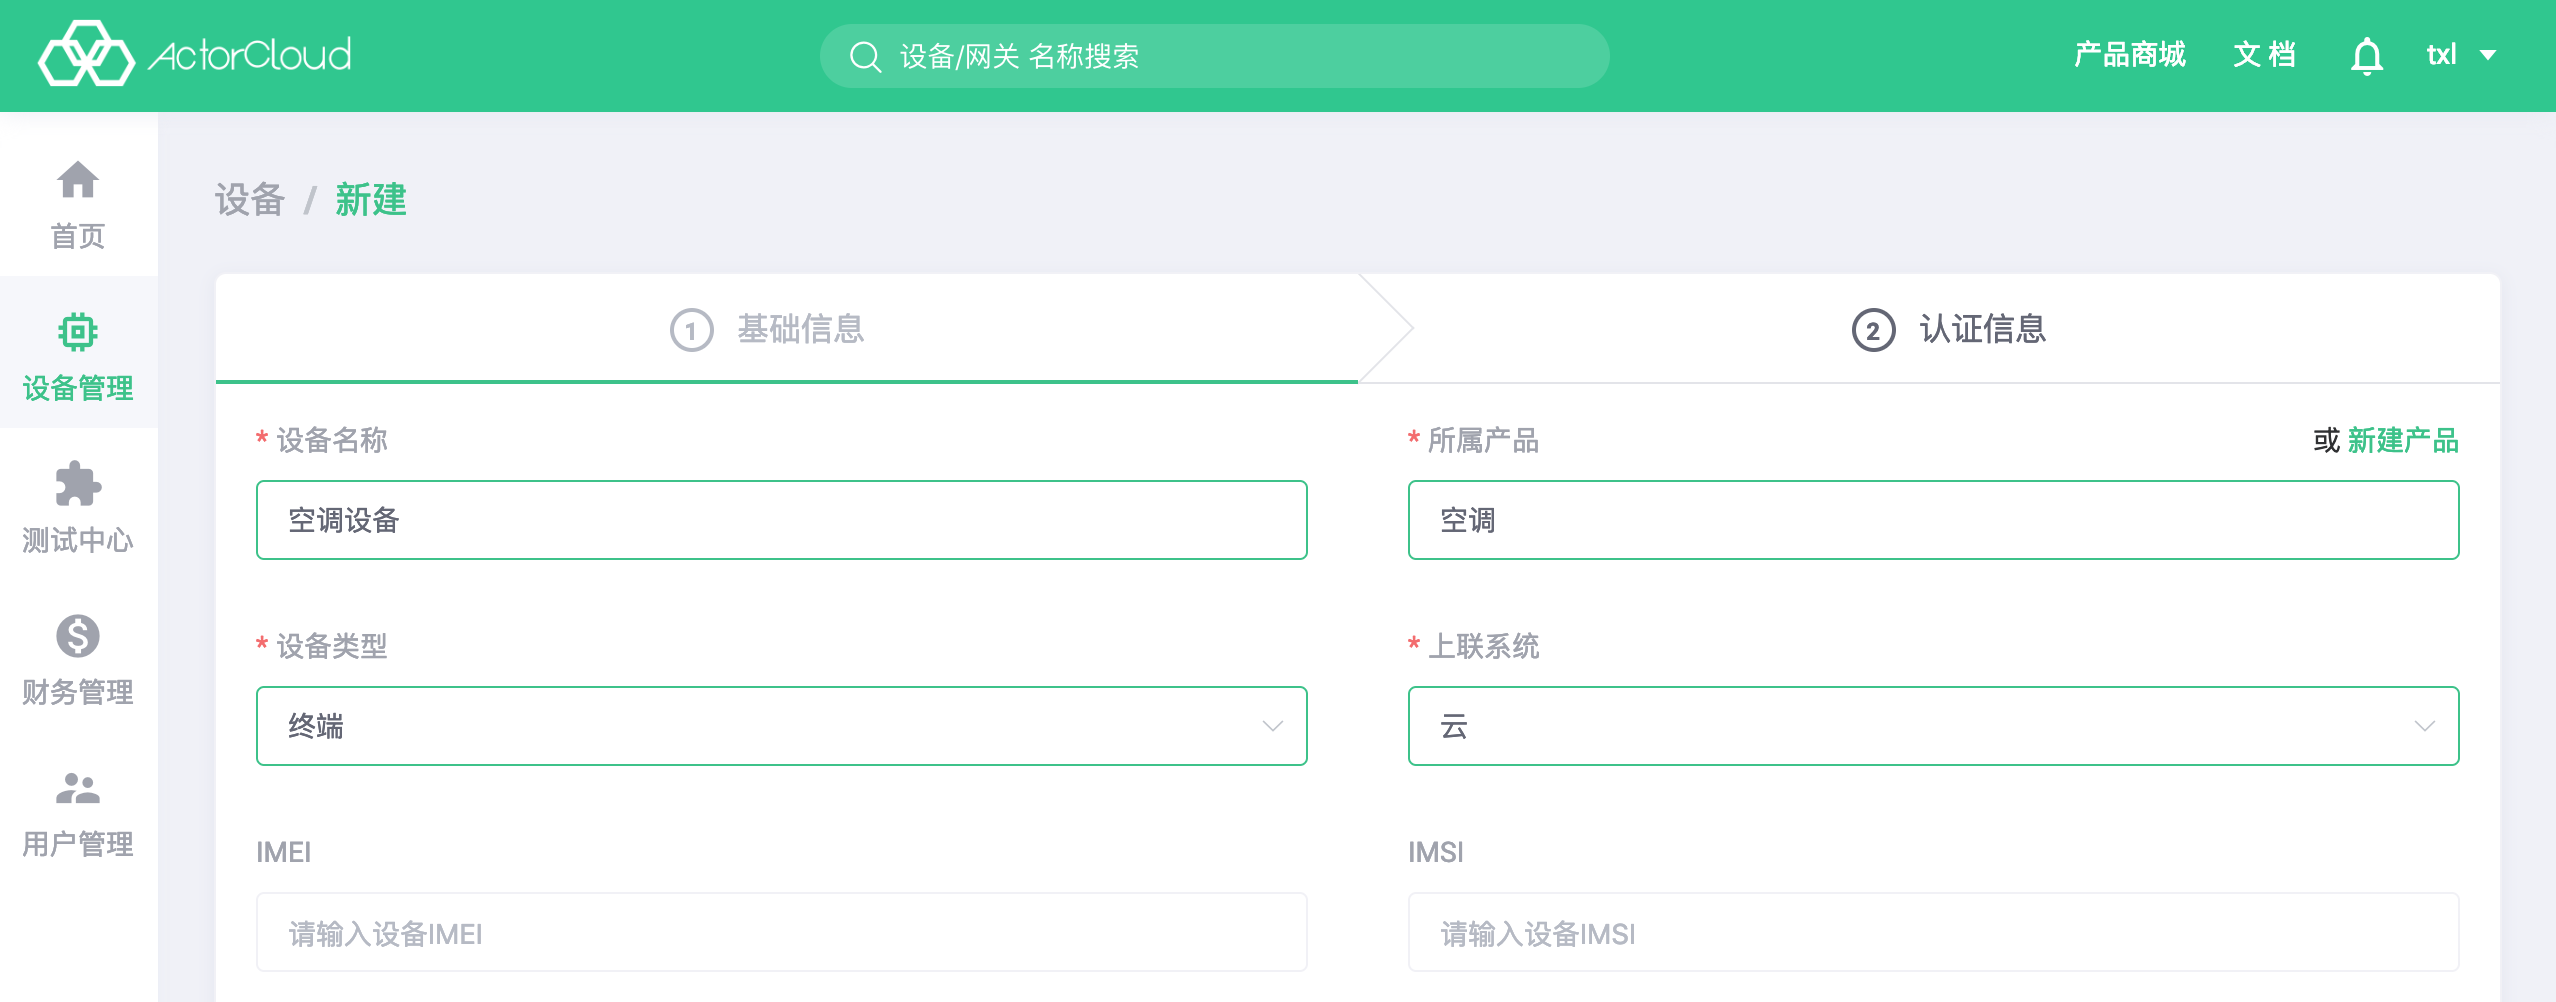 ActorCloud
设备/网关 名称搜索
产品商城
文 档
txl
首页
设备管理
测试中心
财务管理
用户管理
设备 / 新建
1 基础信息
2 认证信息
* 设备名称
空调设备
* 所属产品
或 新建产品
空调
* 设备类型
终端
* 上联系统
云
IMEI
请输入设备IMEI
IMSI
请输入设备IMSI